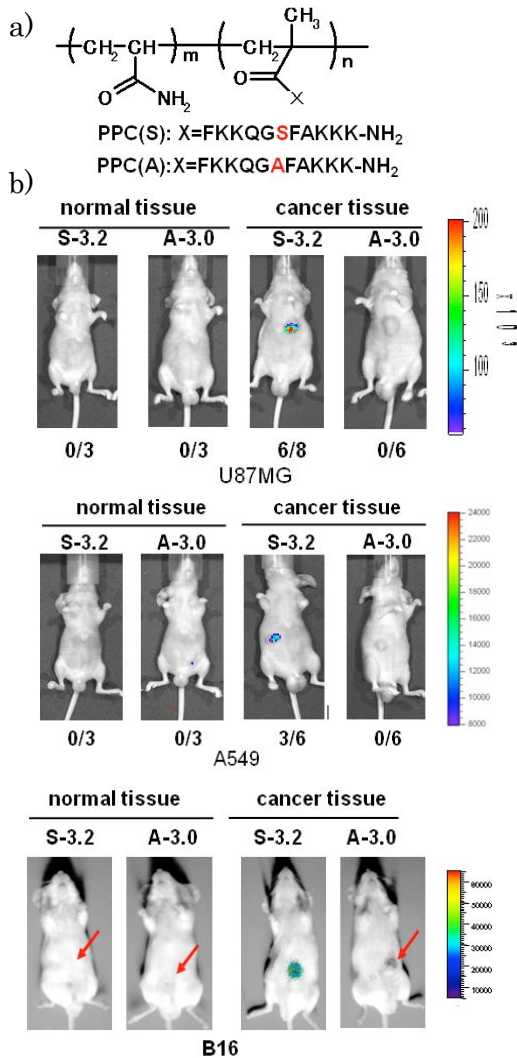 a)
CH2-CH m CH2 CH3 n
O NH2 O X
PPC(S): X=FKKQGSFAKKK-NH2
PPC(A):X=FKKQGAFAKKK-NH2
b)
normal tissue cancer tissue
S-3.2 A-3.0 S-3.2 A-3.0
200
150
100
0/3 0/3 6/8 0/6
U87MG
normal tissue cancer tissue
S-3.2 A-3.0 S-3.2 A-3.0
24000
22000
20000
18000
16000
14000
12000
10000
8000
0/3 0/3 3/6 0/6
A549
normal tissue cancer tissue
S-3.2 A-3.0 S-3.2 A-3.0
60000
50000
40000
30000
20000
10000
B16